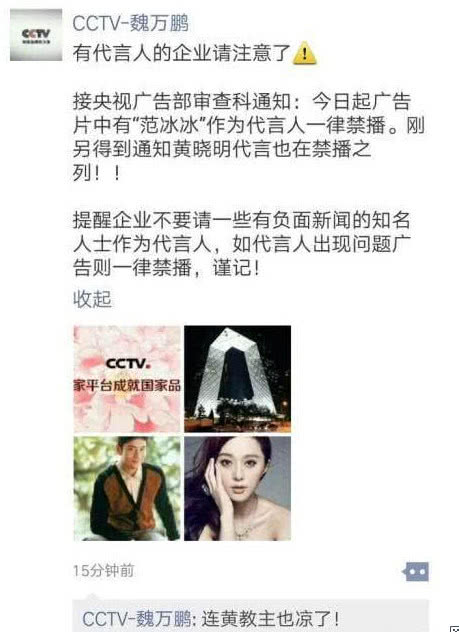 CCTV-魏万鹏
有代言人的企业请注意了⚠️
接央视广告部审查科通知：今日起广告
片中有“范冰冰”作为代言人一律禁播。刚
另得到通知黄晓明代言也在禁播之
列！！
提醒企业不要请一些有负面新闻的知名
人士作为代言人，如代言人出现问题广
告则一律禁播，谨记！
收起
CCTV.
家平台成就国家品
15分钟前
CCTV-魏万鹏: 连黄教主也凉了！
CCTV